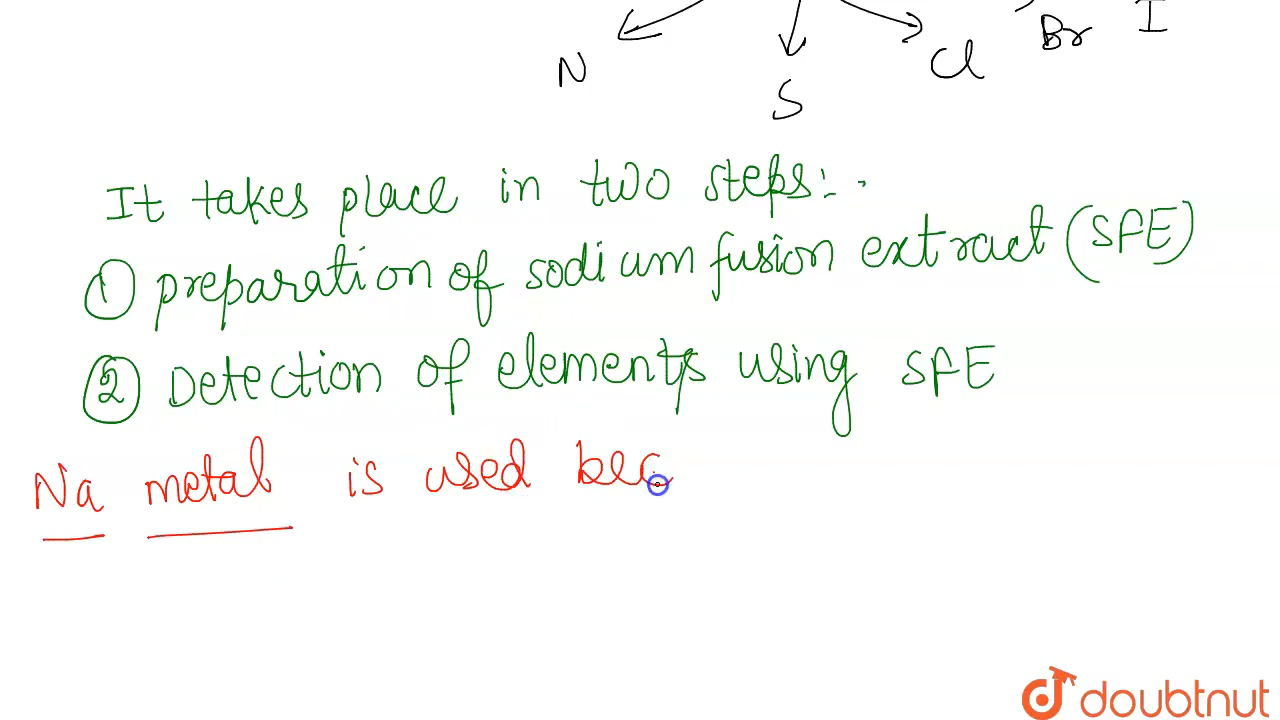 Br I
N Cl
S
It takes place in two steps:-
① preparation of sodium fusion extract (SFE)
② Detection of elements using SFE
Na metal is used bec
doubtnut